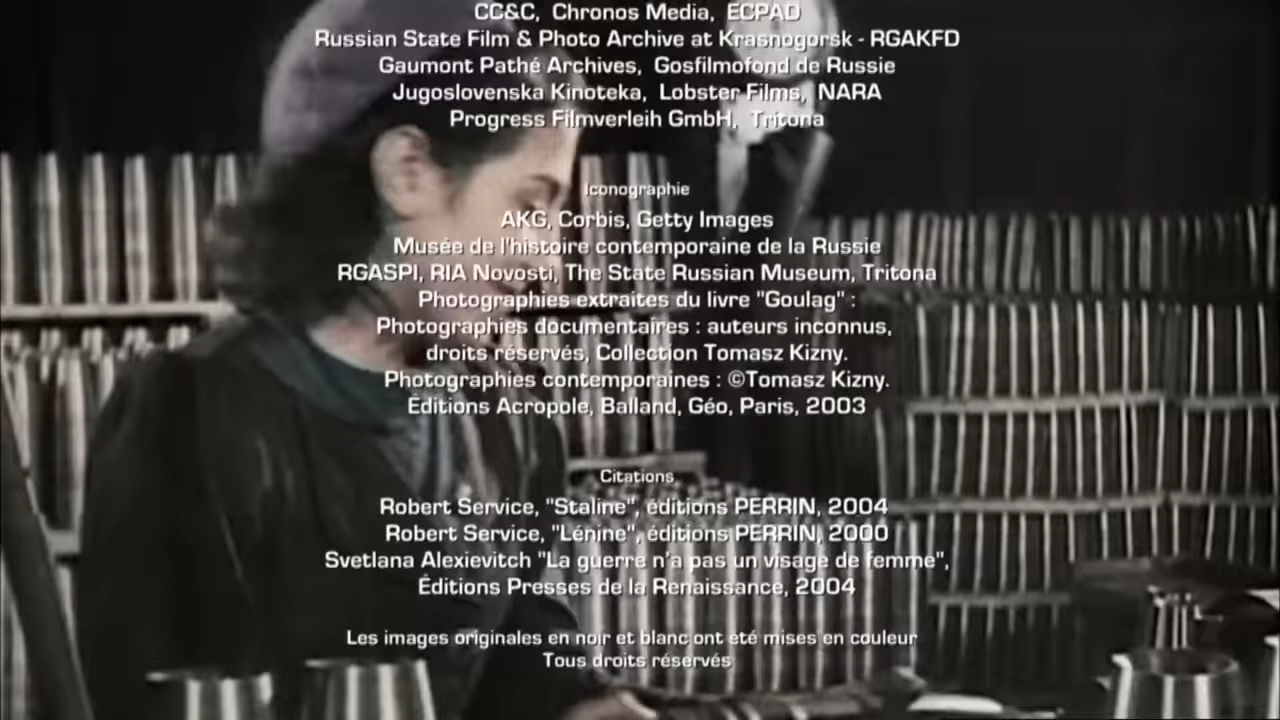 CC&C, Chronos Media, ECPAD
Russian State Film & Photo Archive at Krasnogorsk - RGAKFD
Gaumont Pathé Archives, Gosfilmofond de Russie
Jugoslovenska Kinoteka, Lobster Films, NARA
Progress Filmverleih GmbH, Tritona
Iconographie
AKG, Corbis, Getty Images
Musée de l'histoire contemporaine de la Russie
RGASPI, RIA Novosti, The State Russian Museum, Tritona
Photographies extraites du livre "Goulag" :
Photographies documentaires : auteurs inconnus,
droits réservés, Collection Tomasz Kizny.
Photographies contemporaines : ©Tomasz Kizny.
Éditions Acropole, Balland, Géo, Paris, 2003
Citations
Robert Service, "Staline", éditions PERRIN, 2004
Robert Service, "Lénine", éditions PERRIN, 2000
Svetlana Alexievitch "La guerre n'a pas un visage de femme",
Éditions Presses de la Renaissance, 2004
Les images originales en noir et blanc ont été mises en couleur
Tous droits réservés